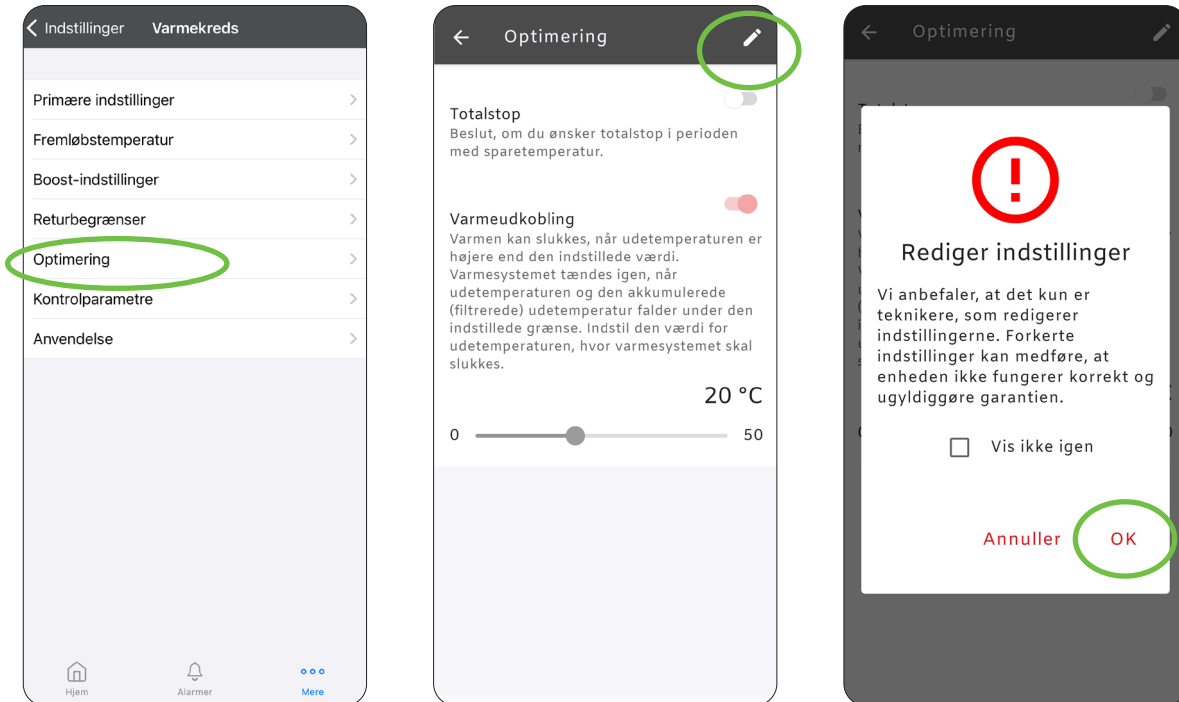 Indstillinger Varmekreds
Primære indstillinger
Fremløbstemperatur
Boost-indstillinger
Returbegrænser
Optimering
Kontrolparametre
Anvendelse
Hjem Alarmer Mere
Optimering
Totalstop
Beslut, om du ønsker totalstop i perioden
med sparetemperatur.
Varmeudkobling
Varmen kan slukkes, når udetemperaturen er
højere end den indstillede værdi.
Varmesystemet tændes igen, når
udetemperaturen og den akkumulerede
(filtrerede) udetemperatur falder under den
indstillede grænse. Indstil den værdi for
udetemperaturen, hvor varmesystemet skal
slukkes.
20 °C
0 50
Optimering
Rediger indstillinger
Vi anbefaler, at det kun er
teknikere, som redigerer
indstillingerne. Forkerte
indstillinger kan medføre, at
enheden ikke fungerer korrekt og
ugyldiggøre garantien.
Vis ikke igen
Annuller OK